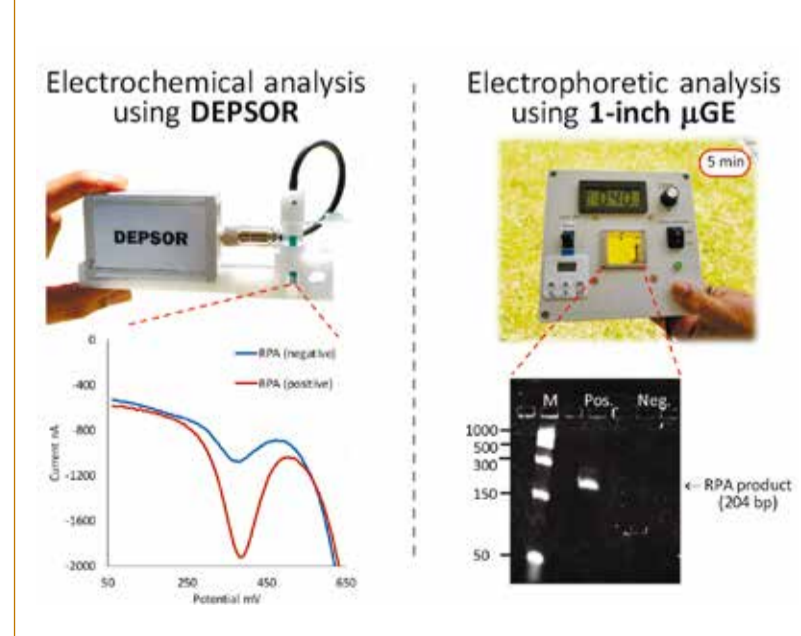 Electrochemical analysis
using DEPSOR
DEPSOR
0
-400
-800
-1200
-1600
-2000
Current nA
RPA (negative)
RPA (positive)
50
250
450
650
Potential mV
Electrophoretic analysis
using 1-inch µGE
5 min
M
Pos.
Neg.
1000
500
300
150
50
← RPA product
(204 bp)